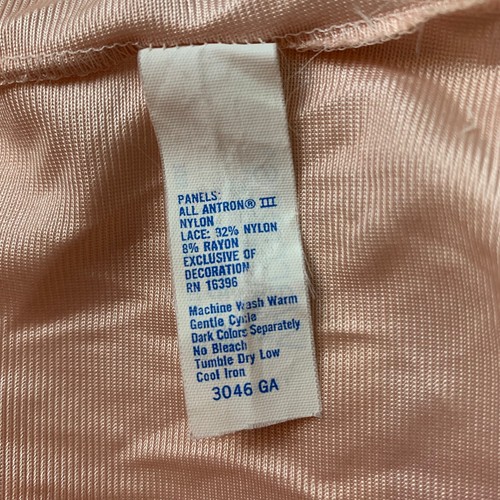 PANELS:
ALL ANTRON® III
NYLON
LACE: 92% NYLON
8% RAYON
EXCLUSIVE OF
DECORATION
RN 16396
Machine Wash Warm
Gentle Cycle
Dark Colors Separately
No Bleach
Tumble Dry Low
Cool Iron
3046 GA